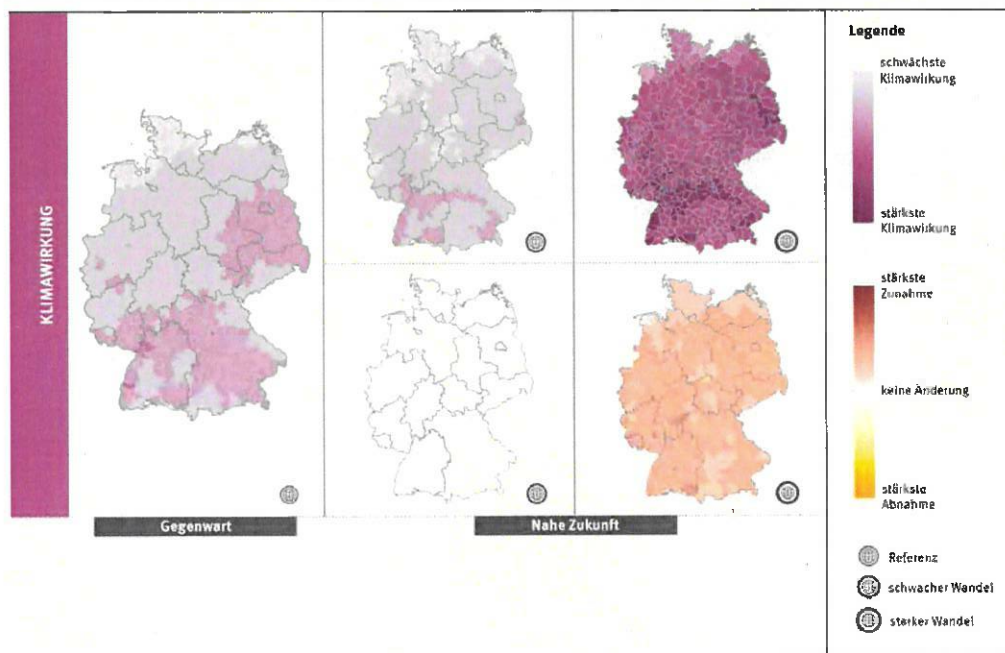 KLIMAWIRKUNG
Gegenwart
Nahe Zukunft
Legende
schwächste
Klimawirkung
stärkste
Klimawirkung
stärkste
Zunahme
keine Änderung
stärkste
Abnahme
Referenz
schwacher Wandel
starker Wandel